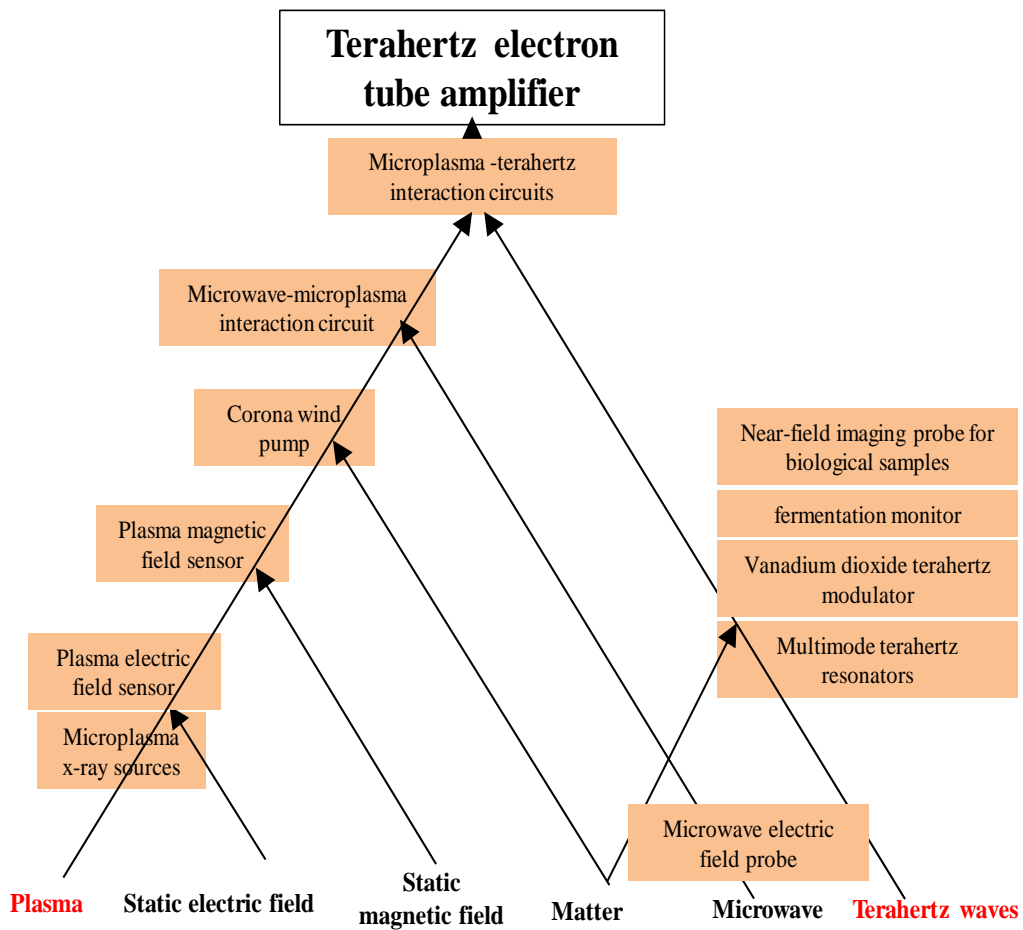 Terahertz electron
tube amplifier
Microplasma -terahertz
interaction circuits
Microwave-microplasma
interaction circuit
Corona wind
pump
Near-field imaging probe for
biological samples
fermentation monitor
Plasma magnetic
field sensor
Vanadium dioxide terahertz
modulator
Plasma electric
field sensor
Multimode terahertz
resonators
Microplasma
x-ray sources
Microwave electric
field probe
Plasma
Static electric field
Static
magnetic field
Matter
Microwave
Terahertz waves